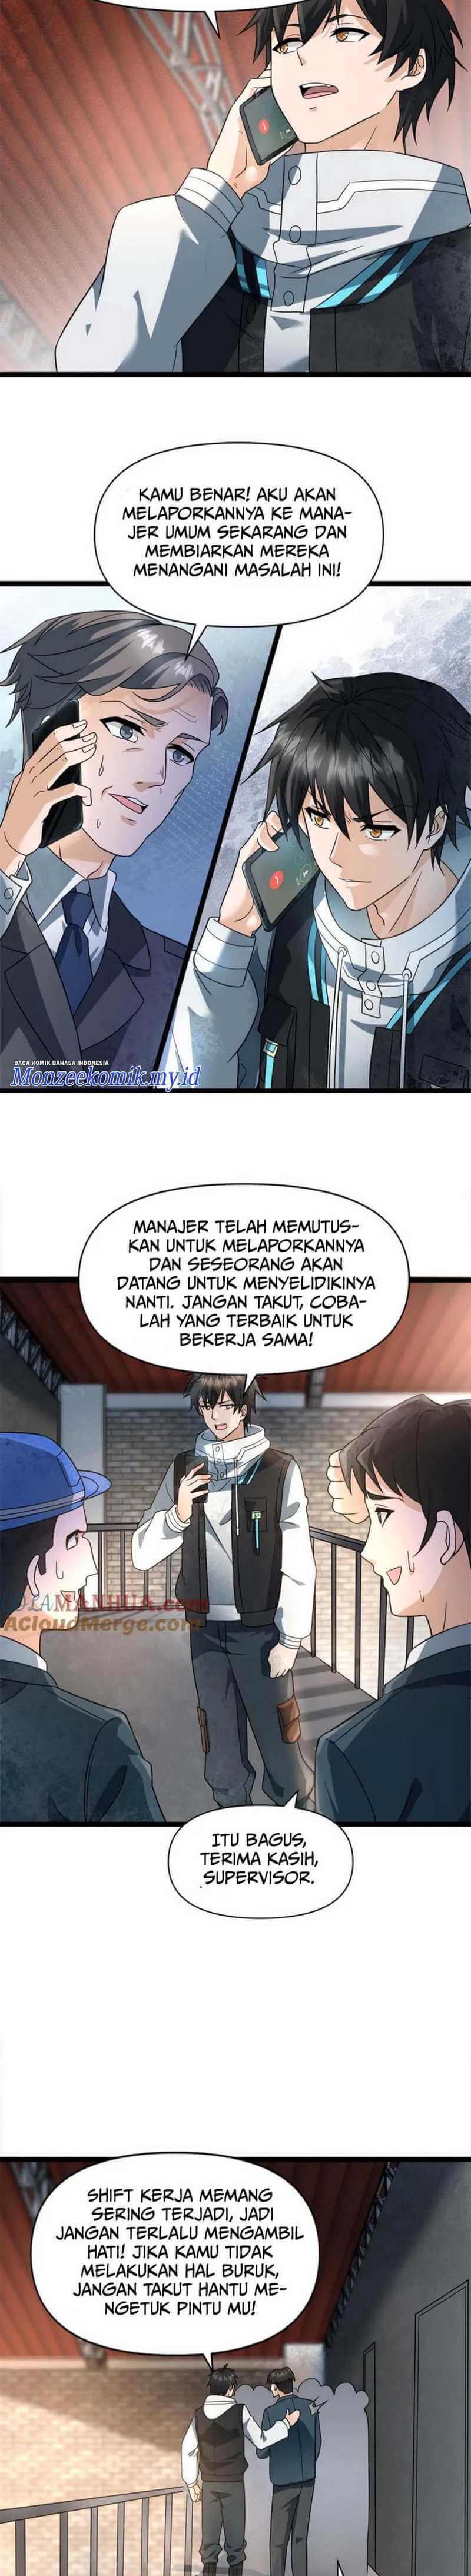 KAMU BENAR! AKU AKAN
MELAPORKANNYA KE MANA-
JER UMUM SEKARANG DAN
MEMBIARKAN MEREKA
MENANGANI MASALAH INI!
BACA KOMIK BAHASA INDONESIA
Monzeekomik.my.id
MANAJER TELAH MEMUTUS-
KAN UNTUK MELAPORKANNYA
DAN SESEORANG AKAN
DATANG UNTUK MENYELIDIKINYA
NANTI. JANGAN TAKUT, COBA-
LAH YANG TERBAIK UNTUK
BEKERJA SAMA!
AcloudMerge.com
ITU BAGUS,
TERIMA KASIH,
SUPERVISOR.
SHIFT KERJA MEMANG
SERING TERJADI, JADI
JANGAN TERLALU MENGAMBIL
HATI! JIKA KAMU TIDAK
MELAKUKAN HAL BURUK,
JANGAN TAKUT HANTU ME-
NGETUK PINTU MU!